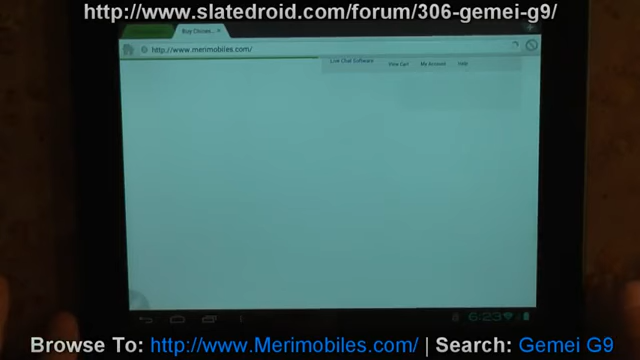 http://www.slatedroid.com/forum/306-gemei-g9/
Buy Chines...
http://www.merimobiles.com/
Live Chat Software
View Cart
My Account
Help
6:23
Browse To: http://www.Merimobiles.com/ | Search: Gemei G9